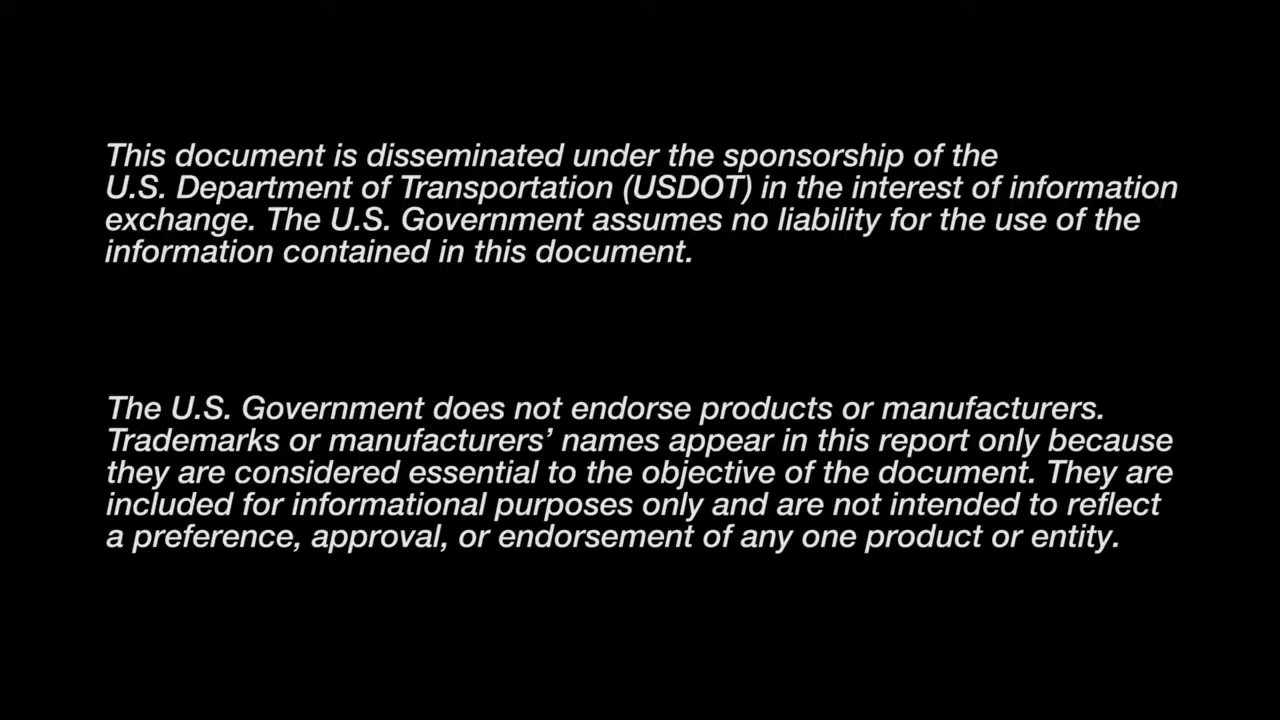 This document is disseminated under the sponsorship of the
U.S. Department of Transportation (USDOT) in the interest of information
exchange. The U.S. Government assumes no liability for the use of the
information contained in this document.
The U.S. Government does not endorse products or manufacturers.
Trademarks or manufacturers’ names appear in this report only because
they are considered essential to the objective of the document. They are
included for informational purposes only and are not intended to reflect
a preference, approval, or endorsement of any one product or entity.